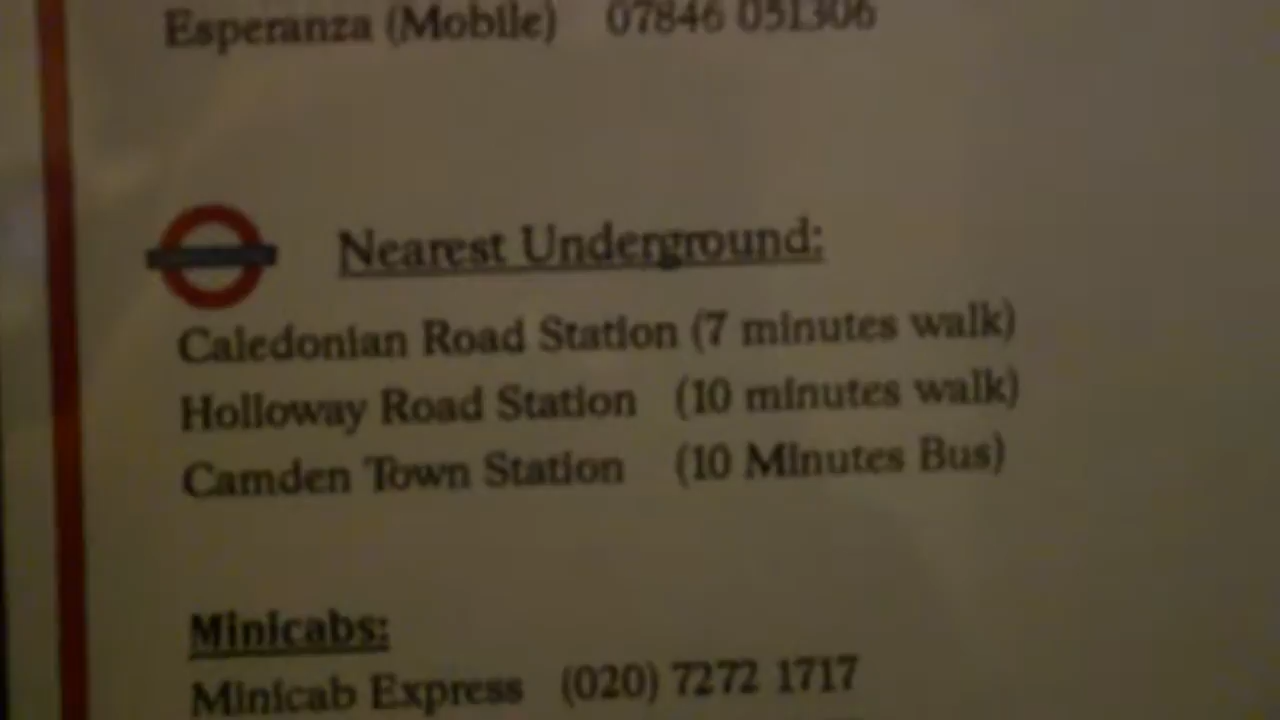 Esperanza (Mobile) 07846 051306
Nearest Underground:
Caledonian Road Station (7 minutes walk)
Holloway Road Station (10 minutes walk)
Camden Town Station (10 Minutes Bus)
Minicabs:
Minicab Express (020) 7272 1717